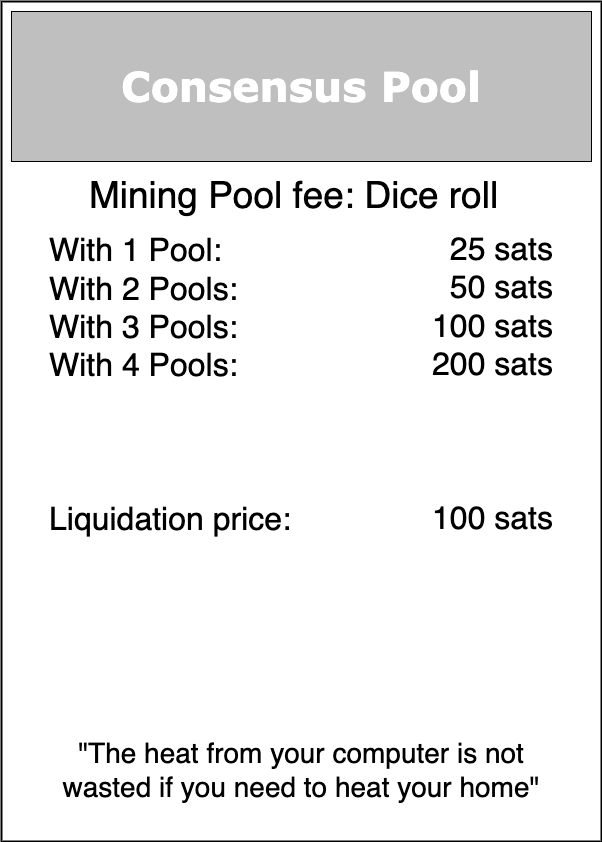 Consensus Pool
Mining Pool fee: Dice roll
With 1 Pool: 25 sats
With 2 Pools: 50 sats
With 3 Pools: 100 sats
With 4 Pools: 200 sats
Liquidation price: 100 sats
"The heat from your computer is not
wasted if you need to heat your home"